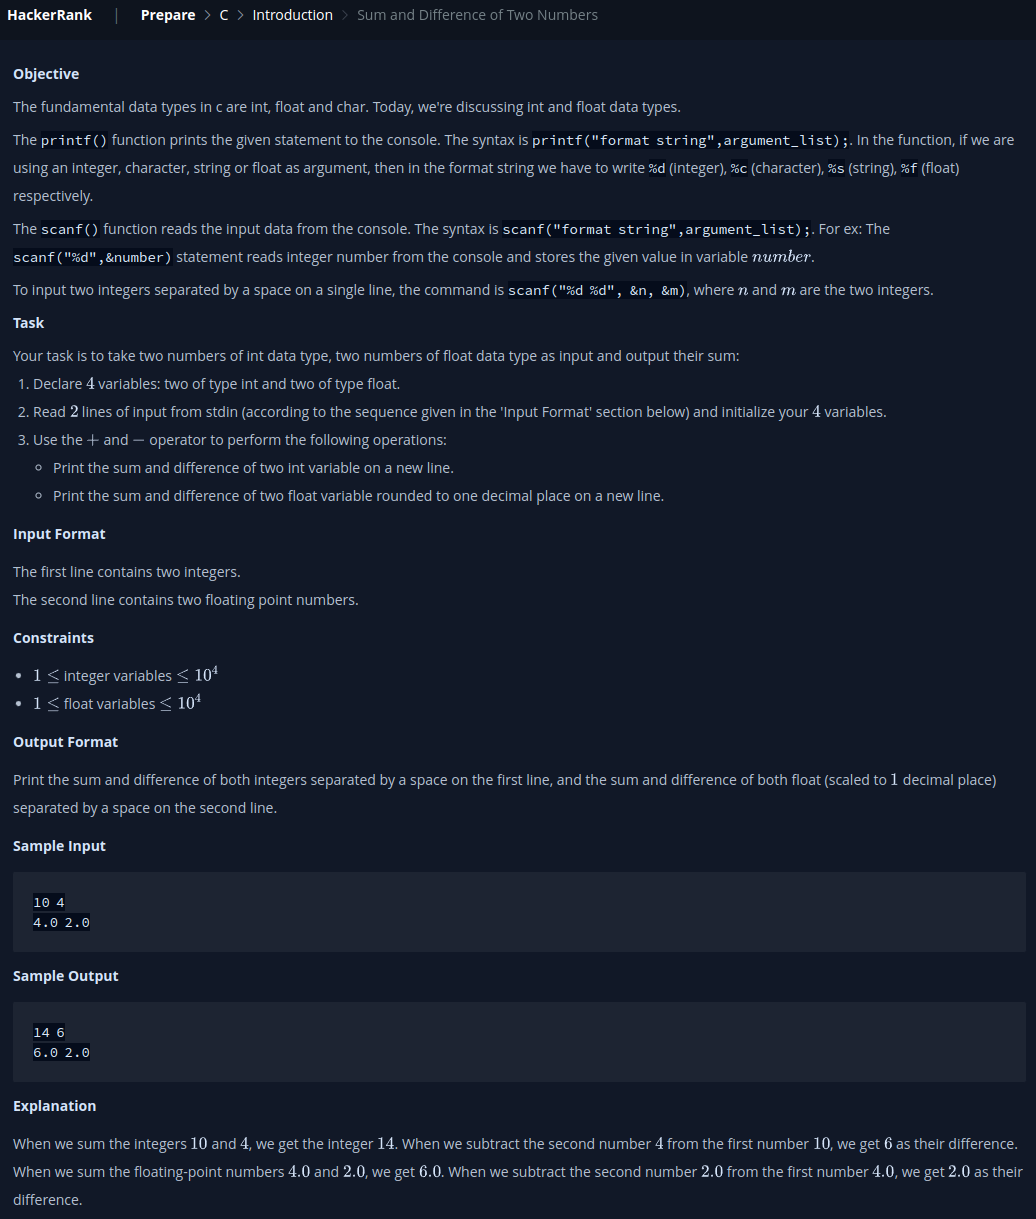 HackerRank | Prepare > C > Introduction > Sum and Difference of Two Numbers
Objective
The fundamental data types in c are int, float and char. Today, we're discussing int and float data types.
The printf() function prints the given statement to the console. The syntax is printf("format string",argument_list);. In the function, if we are
using an integer, character, string or float as argument, then in the format string we have to write %d (integer), %c (character), %s (string), %f (float)
respectively.
The scanf() function reads the input data from the console. The syntax is scanf("format string",argument_list);. For ex: The
scanf("%d",&number) statement reads integer number from the console and stores the given value in variable number.
To input two integers separated by a space on a single line, the command is scanf("%d %d", &n, &m), where n and m are the two integers.
Task
Your task is to take two numbers of int data type, two numbers of float data type as input and output their sum:
1. Declare 4 variables: two of type int and two of type float.
2. Read 2 lines of input from stdin (according to the sequence given in the 'Input Format' section below) and initialize your 4 variables.
3. Use the + and − operator to perform the following operations:
◦ Print the sum and difference of two int variable on a new line.
◦ Print the sum and difference of two float variable rounded to one decimal place on a new line.
Input Format
The first line contains two integers.
The second line contains two floating point numbers.
Constraints
• 1 ≤ integer variables ≤ 10⁴
• 1 ≤ float variables ≤ 10⁴
Output Format
Print the sum and difference of both integers separated by a space on the first line, and the sum and difference of both float (scaled to 1 decimal place)
separated by a space on the second line.
Sample Input
10 4
4.0 2.0
Sample Output
14 6
6.0 2.0
Explanation
When we sum the integers 10 and 4, we get the integer 14. When we subtract the second number 4 from the first number 10, we get 6 as their difference.
When we sum the floating-point numbers 4.0 and 2.0, we get 6.0. When we subtract the second number 2.0 from the first number 4.0, we get 2.0 as their
difference.